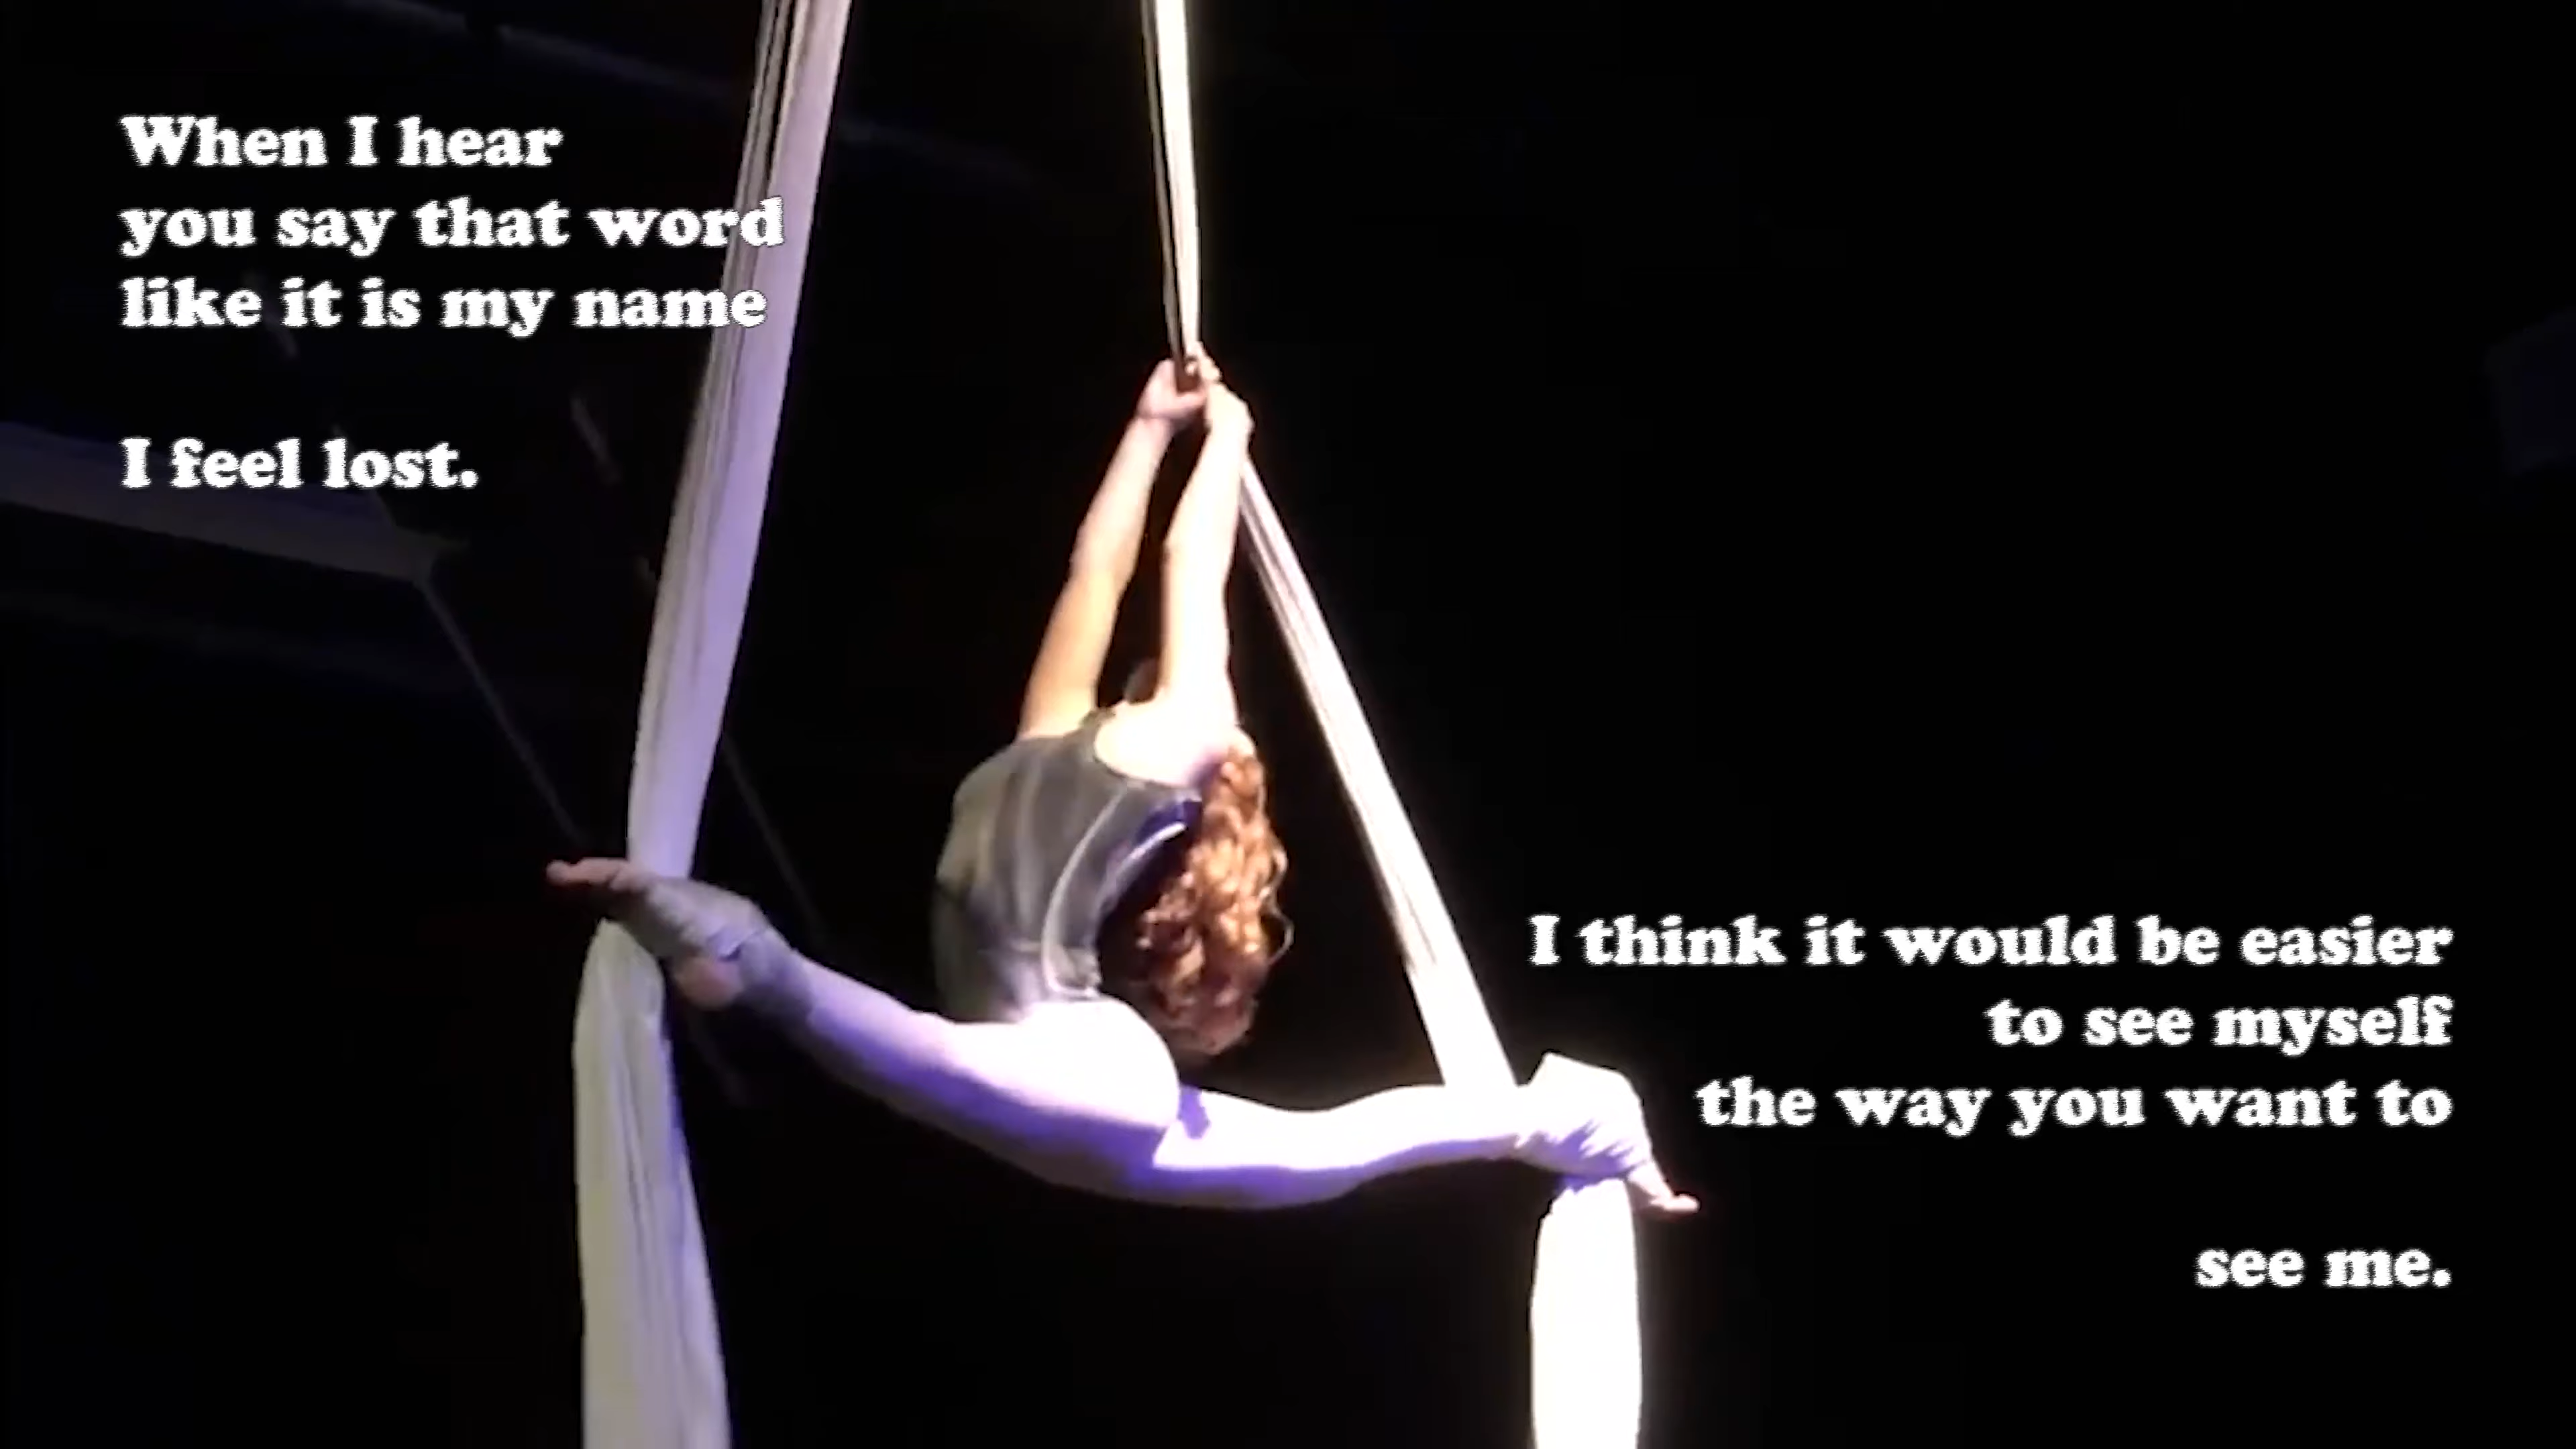 When I hear
you say that word
like it is my name
I feel lost.
I think it would be easier
to see myself
the way you want to
see me.